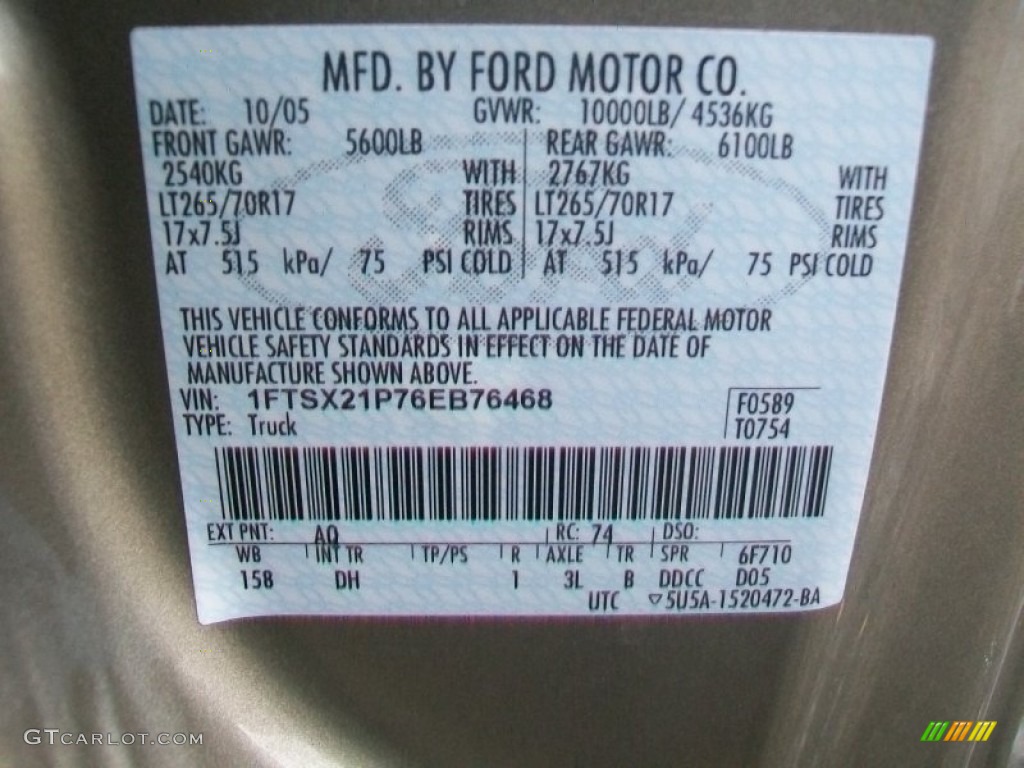 MFD. BY FORD MOTOR CO.
DATE: 10/05 GVWR: 10000LB/ 4536KG
FRONT GAWR: 5600LB REAR GAWR: 6100LB
2540KG WITH 2767KG WITH
LT265/70R17 TIRES LT265/70R17 TIRES
17x7.5J RIMS 17x7.5J RIMS
AT 515 kPa/ 75 PSI COLD AT 515 kPa/ 75 PSI COLD
THIS VEHICLE CONFORMS TO ALL APPLICABLE FEDERAL MOTOR
VEHICLE SAFETY STANDARDS IN EFFECT ON THE DATE OF
MANUFACTURE SHOWN ABOVE.
VIN: 1FTSX21P76EB76468 F0589
TYPE: Truck T0754
EXT PNT: AQ RC: 74 DSO:
WB INT TR TP/PS R AXLE TR SPR 6F710
158 DH 1 3L B DDCC D05
UTC ▽5U5A-1520472-BA
GTCARLOT.COM